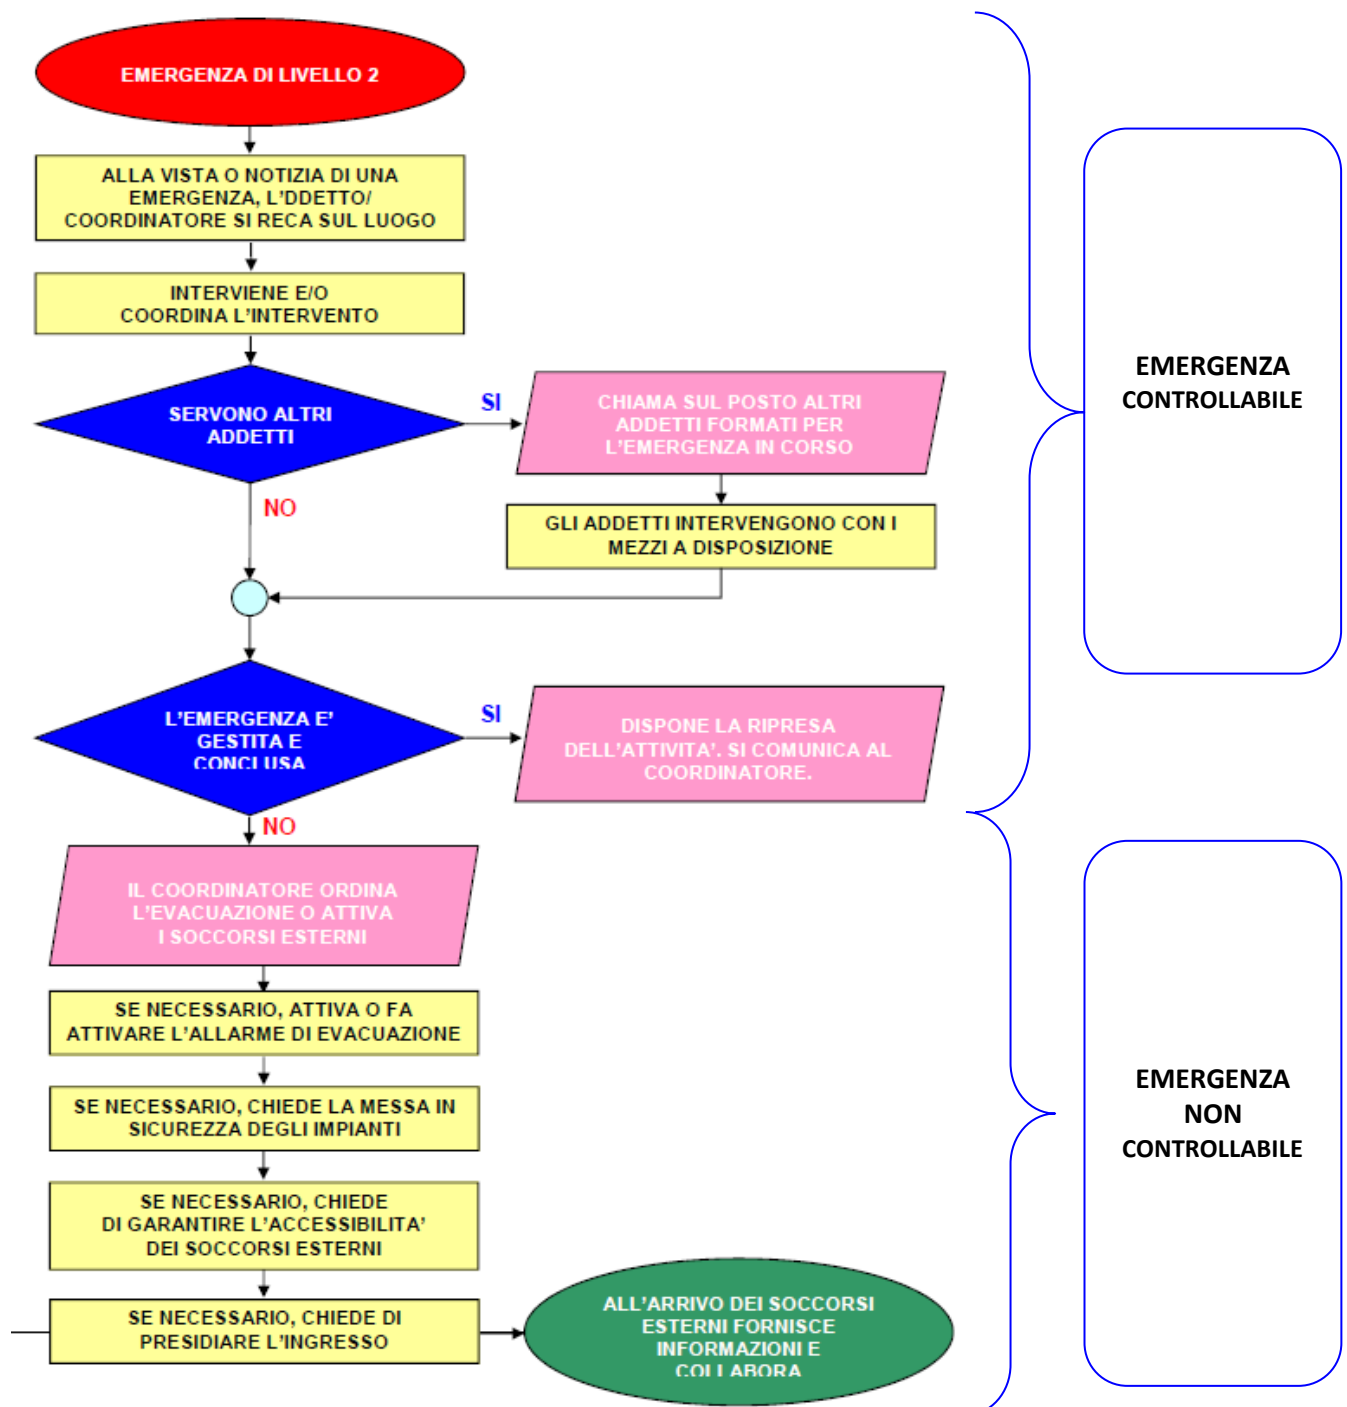 EMERGENZA DI LIVELLO 2
ALLA VISTA O NOTIZIA DI UNA
EMERGENZA, L'DDETTO/
COORDINATORE SI RECA SUL LUOGO
INTERVIENE E/O
COORDINA L'INTERVENTO
SERVONO ALTRI
ADDETTI
SI
CHIAMA SUL POSTO ALTRI
ADDETTI FORMATI PER
L'EMERGENZA IN CORSO
NO
GLI ADDETTI INTERVENGONO CON I
MEZZI A DISPOSIZIONE
EMERGENZA
CONTROLLABILE
L'EMERGENZA E'
GESTITA E
CONCLUSA
SI
DISPONE LA RIPRESA
DELL'ATTIVITA'. SI COMUNICA AL
COORDINATORE.
NO
IL COORDINATORE ORDINA
L'EVACUAZIONE O ATTIVA
I SOCCORSI ESTERNI
SE NECESSARIO, ATTIVA O FA
ATTIVARE L'ALLARME DI EVACUAZIONE
SE NECESSARIO, CHIEDE LA MESSA IN
SICUREZZA DEGLI IMPIANTI
SE NECESSARIO, CHIEDE
DI GARANTIRE L'ACCESSIBILITA'
DEI SOCCORSI ESTERNI
SE NECESSARIO, CHIEDE DI
PRESIDIARE L'INGRESSO
ALL'ARRIVO DEI SOCCORSI
ESTERNI FORNISCE
INFORMAZIONI E
COLLABORA
EMERGENZA
NON
CONTROLLABILE